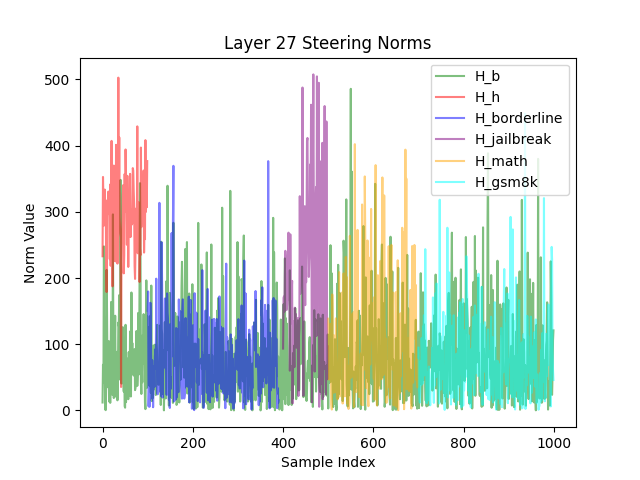 Layer 27 Steering Norms
Norm Value
500
400
300
200
100
0
H_b
H_h
H_borderline
H_jailbreak
H_math
H_gsm8k
0 200 400 600 800 1000
Sample Index